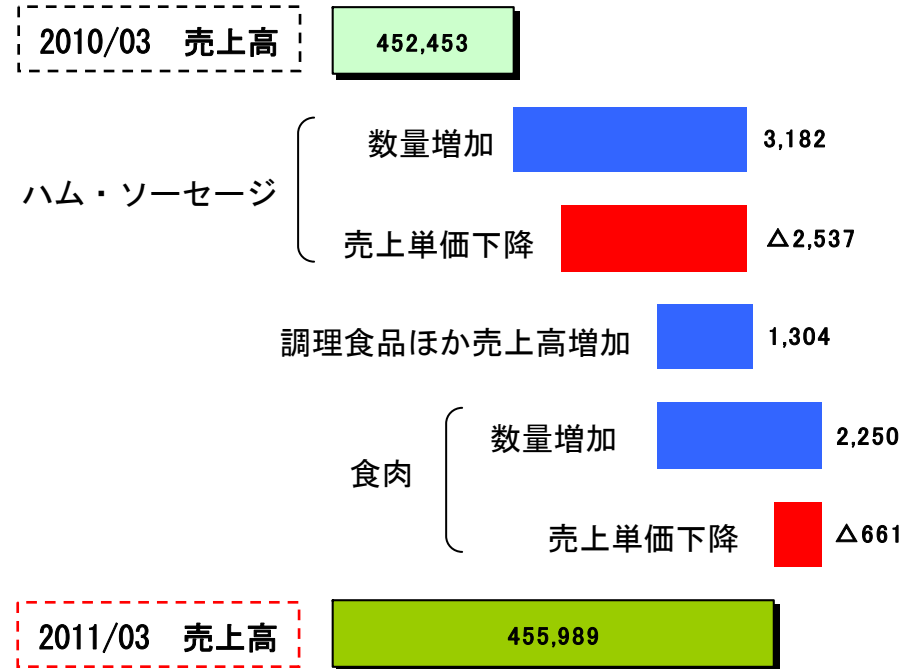 2010/03　売上高
452,453
数量増加
3,182
ハム・ソーセージ
売上単価下降
△2,537
調理食品ほか売上高増加
1,304
数量増加
2,250
食肉
売上単価下降
△661
2011/03　売上高
455,989